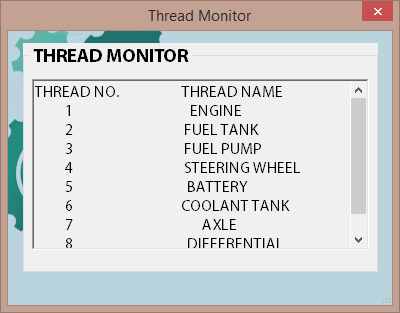 Thread Monitor
THREAD MONITOR
THREAD NO. THREAD NAME
1 ENGINE
2 FUEL TANK
3 FUEL PUMP
4 STEERING WHEEL
5 BATTERY
6 COOLANT TANK
7 AXLE
8 DIFFERENTIAL